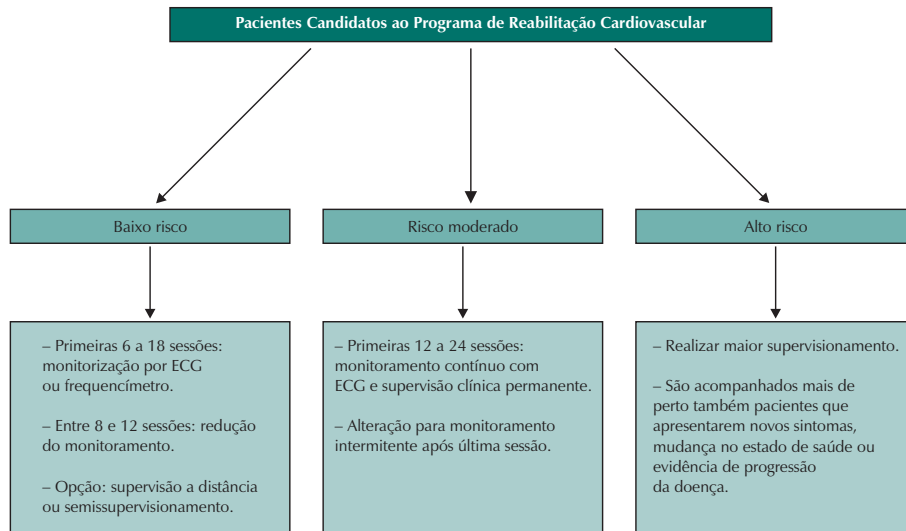 Pacientes Candidatos ao Programa de Reabilitação Cardiovascular
Baixo risco
– Primeiras 6 a 18 sessões:
monitorização por ECG
ou frequencímetro.
– Entre 8 e 12 sessões: redução
do monitoramento.
– Opção: supervisão a distância
ou semissupervisionamento.
Risco moderado
– Primeiras 12 a 24 sessões:
monitoramento contínuo com
ECG e supervisão clínica permanente.
– Alteração para monitoramento
intermitente após última sessão.
Alto risco
– Realizar maior supervisionamento.
– São acompanhados mais de
perto também pacientes que
apresentarem novos sintomas,
mudança no estado de saúde ou
evidência de progressão
da doença.